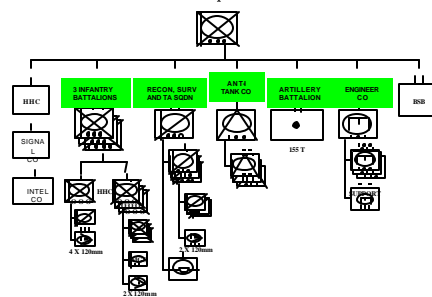 X
HHC
3 INFANTRY
BATTALIONS
RECON, SURV
AND TA SQDN
ANTI
TANK CO
ARTILLERY
BATTALION
ENGINEER
CO
BSB
SIGNA
L
CO
155 T
INTEL
CO
HHC
SUPPORT
4 X 120mm
2 X 120mm
2 X 120mm